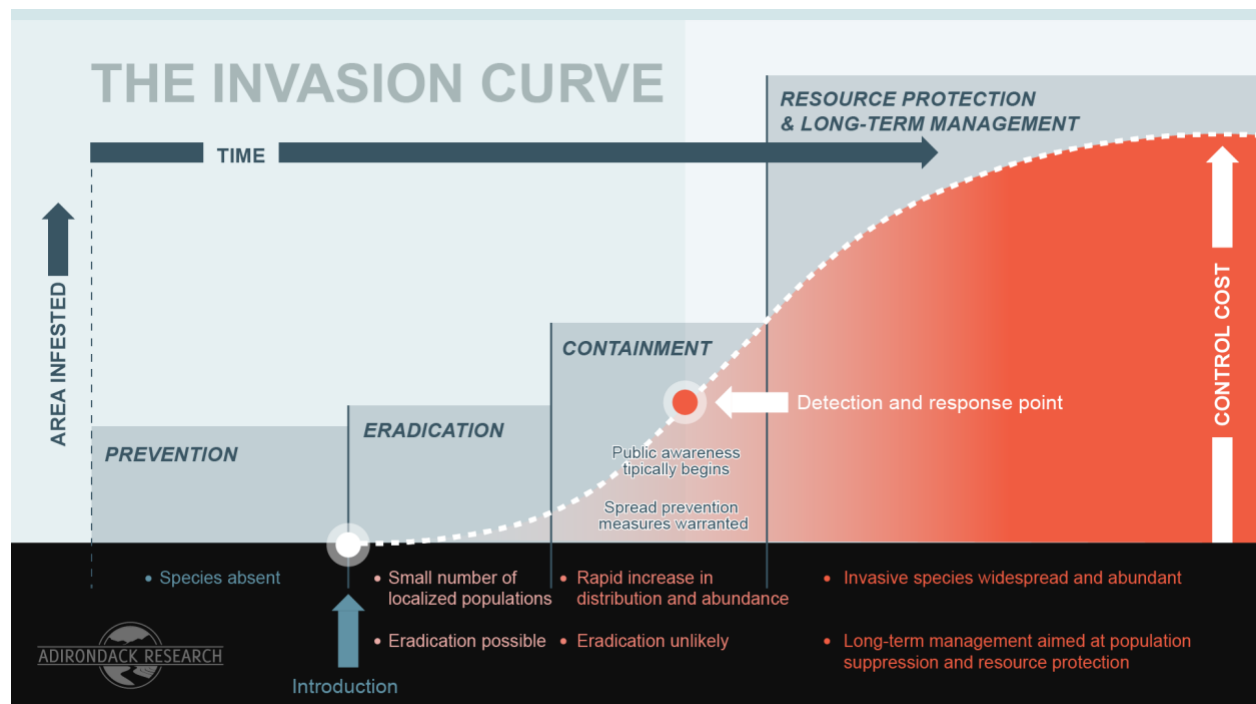 THE INVASION CURVE
TIME
AREA INFESTED
PREVENTION
ERADICATION
CONTAINMENT
RESOURCE PROTECTION
& LONG-TERM MANAGEMENT
CONTROL COST
Detection and response point
Public awareness
tipically begins
Spread prevention
measures warranted
• Species absent
• Small number of
localized populations
• Eradication possible
• Rapid increase in
distribution and abundance
• Eradication unlikely
• Invasive species widespread and abundant
• Long-term management aimed at population
suppression and resource protection
Introduction
ADIRONDACK RESEARCH